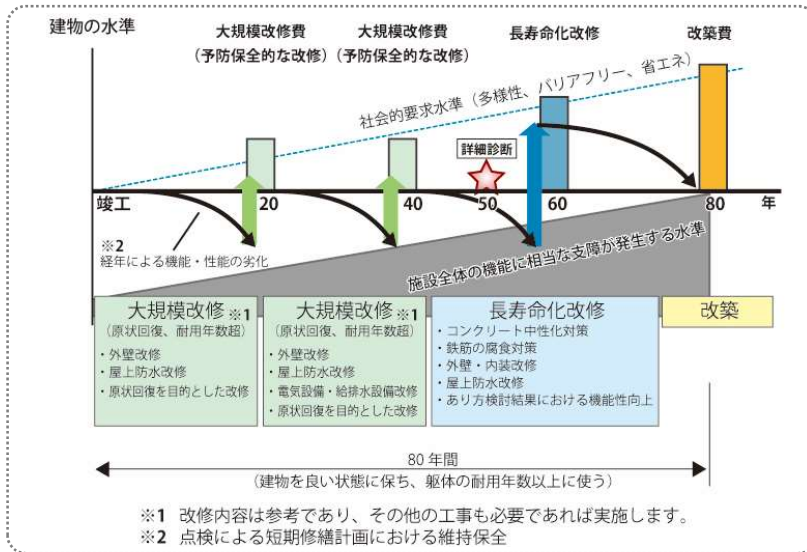 建物の水準
大規模改修費
(予防保全的な改修)
大規模改修費
(予防保全的な改修)
長寿命化改修
改築費
社会的要求水準(多様性、バリアフリー、省エネ)
詳細診断
竣工
20
40
50
60
80
年
※2
経年による機能・性能の劣化
施設全体の機能に相当な支障が発生する水準
大規模改修※1
(原状回復、耐用年数超)
・外壁改修
・屋上防水改修
・原状回復を目的とした改修
大規模改修※1
(原状回復、耐用年数超)
・外壁改修
・屋上防水改修
・電気設備・給排水設備改修
・原状回復を目的とした改修
長寿命化改修
・コンクリート中性化対策
・鉄筋の腐食対策
・外壁・内装改修
・屋上防水改修
・あり方検討結果における機能性向上
改築
80年間
(建物を良い状態に保ち、躯体の耐用年数以上に使う)
※1 改修内容は参考であり、その他の工事も必要であれば実施します。
※2 点検による短期修繕計画における維持保全